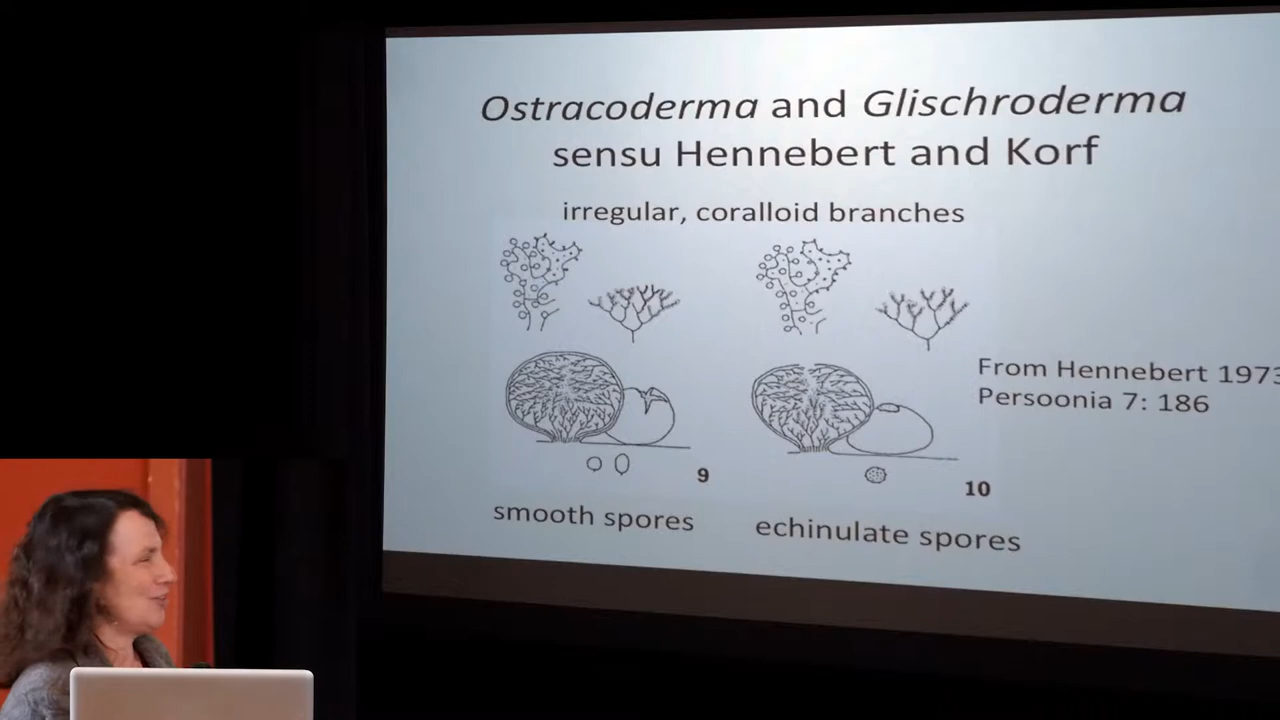 Ostracoderma and Glischroderma
sensu Hennebert and Korf
irregular, coralloid branches
From Hennebert 1973
Persoonia 7: 186
9
10
smooth spores
echinulate spores